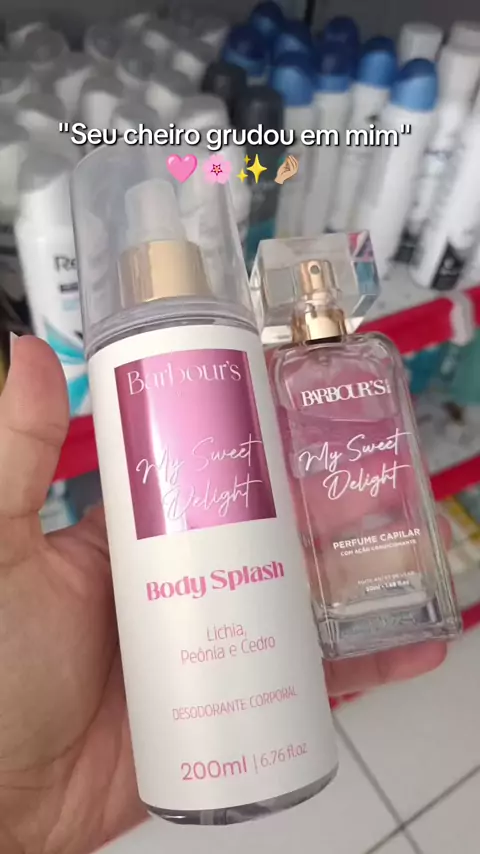 "Seu cheiro grudou em mim"
🩷🌸✨🤌🏼
Barbour's
My Sweet
Delight
Body Splash
Lichia,
Peônia e Cedro
DESODORANTE CORPORAL
200ml | 6.76 fl.oz
BARBOUR'S
My Sweet
Delight
PERFUME CAPILAR
COM AÇÃO CONDICIONANTE
Re